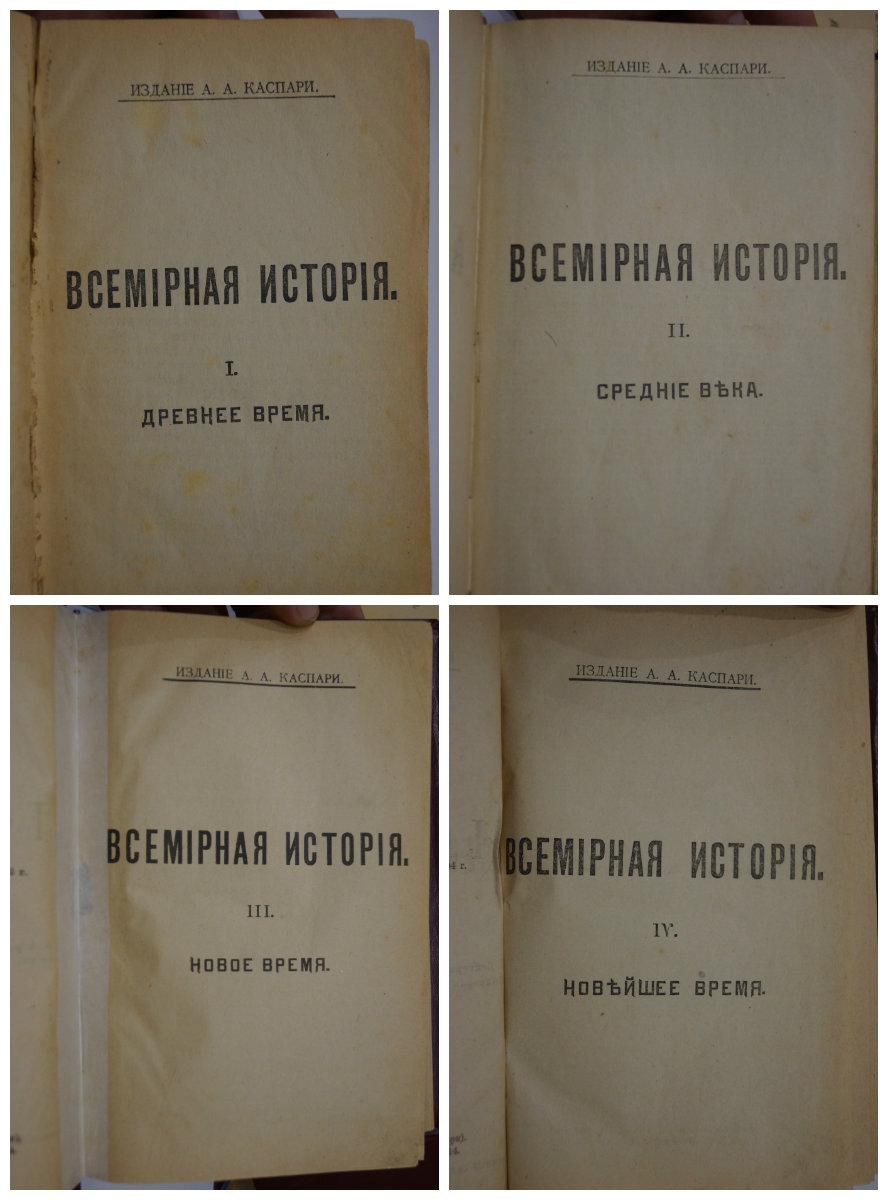 ИЗДАНІЕ А. А. КАСПАРИ.
ВСЕМІРНАЯ ИСТОРІЯ.
I.
ДРЕВНЕЕ ВРЕМЯ.
ИЗДАНІЕ А. А. КАСПАРИ.
ВСЕМІРНАЯ ИСТОРІЯ.
II.
СРЕДНІЕ ВѢКА.
ИЗДАНІЕ А. А. КАСПАРИ.
ВСЕМІРНАЯ ИСТОРІЯ.
III.
НОВОЕ ВРЕМЯ.
ИЗДАНІЕ А. А. КАСПАРИ.
ВСЕМІРНАЯ ИСТОРІЯ.
IV.
НОВѢЙШЕЕ ВРЕМЯ.